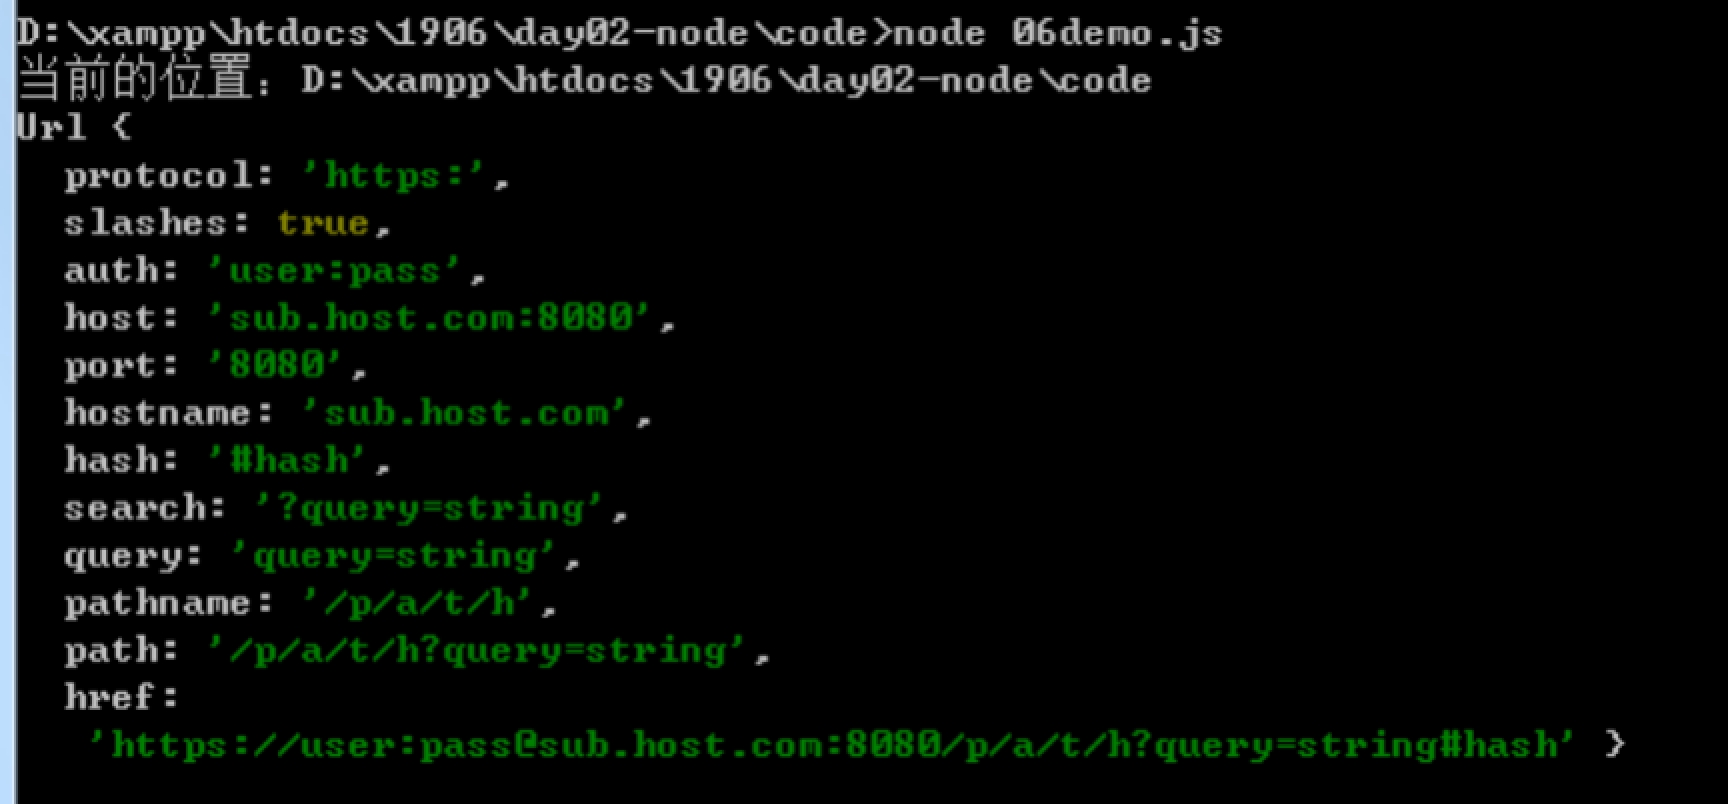 D:\xampp\htdocs\1906\day02-node\code>node 06demo.js
当前的位置：D:\xampp\htdocs\1906\day02-node\code
Url {
  protocol: 'https:',
  slashes: true,
  auth: 'user:pass',
  host: 'sub.host.com:8080',
  port: '8080',
  hostname: 'sub.host.com',
  hash: '#hash',
  search: '?query=string',
  query: 'query=string',
  pathname: '/p/a/t/h',
  path: '/p/a/t/h?query=string',
  href:
   'https://user:pass@sub.host.com:8080/p/a/t/h?query=string#hash' }